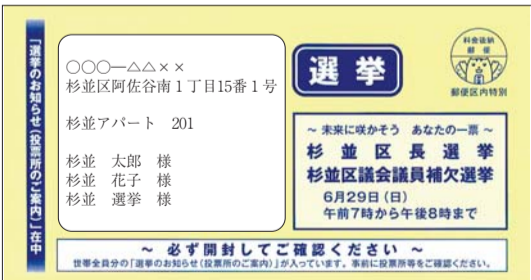 「選挙のお知らせ（投票所のご案内）」在中
○○○―△△××
杉並区阿佐谷南１丁目15番１号
杉並アパート　201
杉並　太郎　様
杉並　花子　様
杉並　選挙　様
選挙
料金後納
郵便
郵便区内特別
～ 未来に咲かそう　あなたの一票 ～
杉並区長選挙
杉並区議会議員補欠選挙
6月29日（日）
午前7時から午後8時まで
～ 必ず開封してご確認ください ～
世帯全員分の「選挙のお知らせ（投票所のご案内）」が入っています。事前に投票所等をご確認ください。